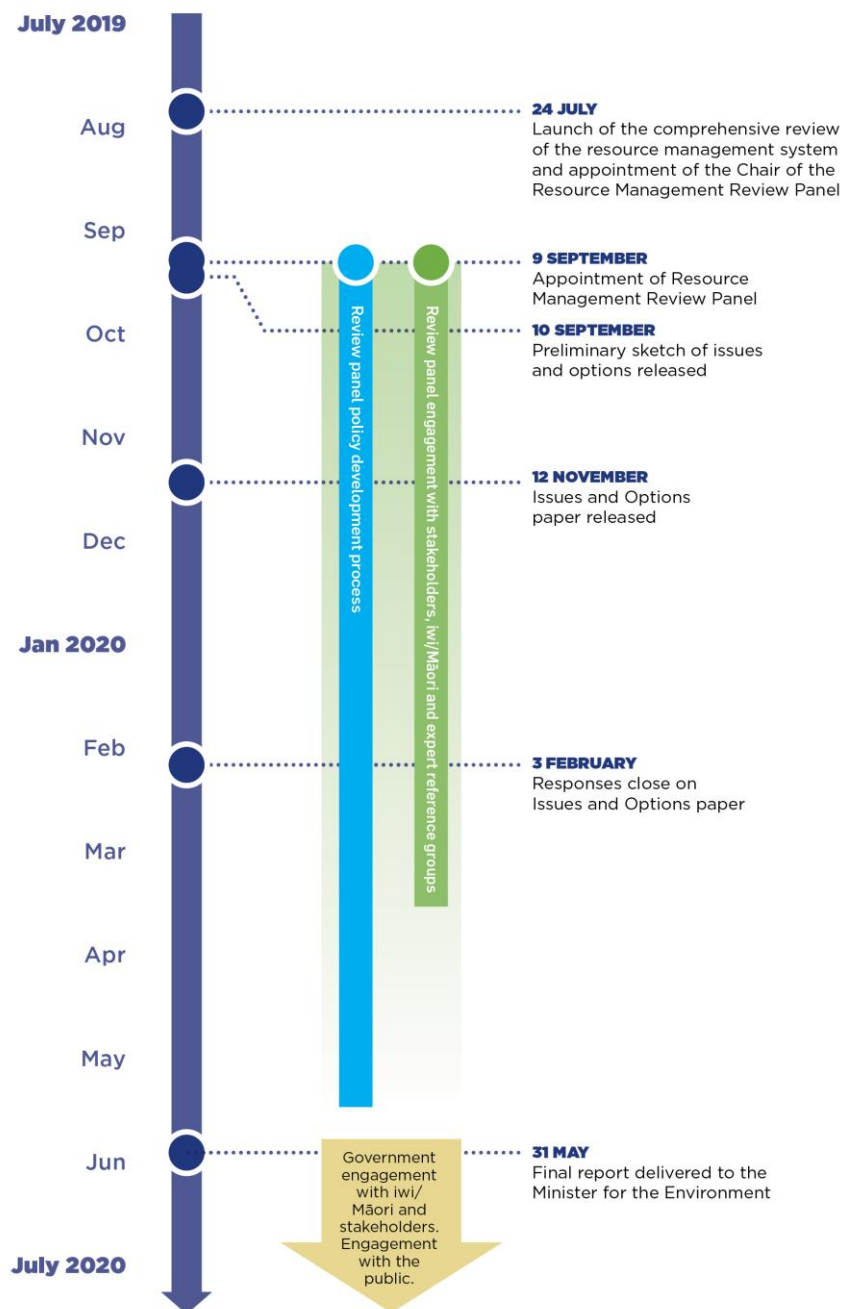 July 2019
24 JULY
Launch of the comprehensive review
of the resource management system
and appointment of the Chair of the
Resource Management Review Panel
Aug
Sep
9 SEPTEMBER
Appointment of Resource
Management Review Panel
10 SEPTEMBER
Preliminary sketch of issues
and options released
Oct
Review panel policy development process
Review panel engagement with stakeholders, iwi/Māori and expert reference groups
Nov
12 NOVEMBER
Issues and Options
paper released
Dec
Jan 2020
Feb
3 FEBRUARY
Responses close on
Issues and Options paper
Mar
Apr
May
Jun
31 MAY
Final report delivered to the
Minister for the Environment
Government
engagement
with iwi/
Māori and
stakeholders.
Engagement
with the
public.
July 2020